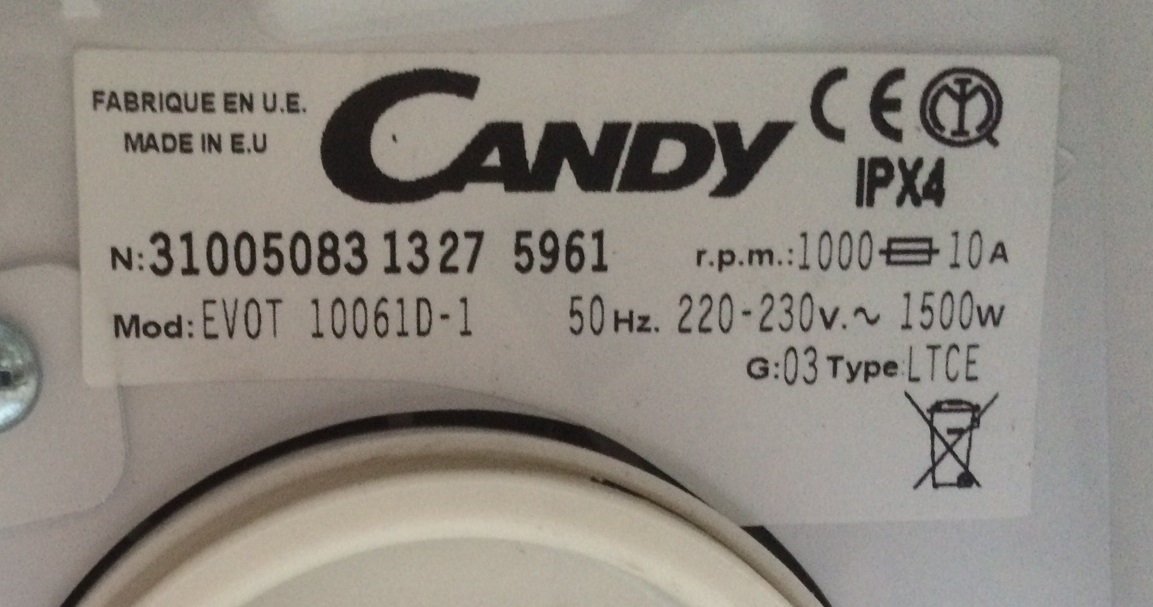 FABRIQUE EN U.E.
MADE IN E.U
CANDY
CE
IPX4
N:31005083 1327 5961
r.p.m.:1000 10A
Mod:EVOT 10061D-1
50Hz. 220-230v.~ 1500w
G:03 Type LTCE